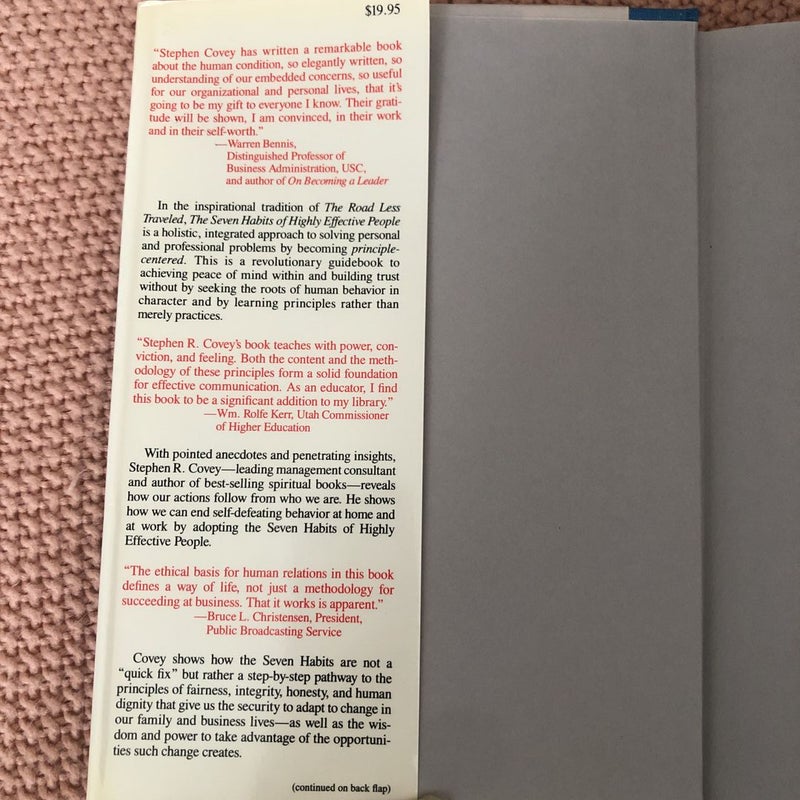 $19.95
“Stephen Covey has written a remarkable book
about the human condition, so elegantly written, so
understanding of our embedded concerns, so useful
for our organizational and personal lives, that it’s
going to be my gift to everyone I know. Their grati-
tude will be shown, I am convinced, in their work
and in their self-worth.”
—Warren Bennis,
Distinguished Professor of
Business Administration, USC,
and author of On Becoming a Leader
In the inspirational tradition of The Road Less
Traveled, The Seven Habits of Highly Effective People
is a holistic, integrated approach to solving personal
and professional problems by becoming principle-
centered. This is a revolutionary guidebook to
achieving peace of mind within and building trust
without by seeking the roots of human behavior in
character and by learning principles rather than
merely practices.
“Stephen R. Covey’s book teaches with power, con-
viction, and feeling. Both the content and the meth-
odology of these principles form a solid foundation
for effective communication. As an educator, I find
this book to be a significant addition to my library.”
—Wm. Rolfe Kerr, Utah Commissioner
of Higher Education
With pointed anecdotes and penetrating insights,
Stephen R. Covey—leading management consultant
and author of best-selling spiritual books—reveals
how our actions follow from who we are. He shows
how we can end self-defeating behavior at home and
at work by adopting the Seven Habits of Highly
Effective People.
“The ethical basis for human relations in this book
defines a way of life, not just a methodology for
succeeding at business. That it works is apparent.”
—Bruce L. Christensen, President,
Public Broadcasting Service
Covey shows how the Seven Habits are not a
“quick fix” but rather a step-by-step pathway to the
principles of fairness, integrity, honesty, and human
dignity that give us the security to adapt to change in
our family and business lives—as well as the wis-
dom and power to take advantage of the opportuni-
ties such change creates.
(continued on back flap)